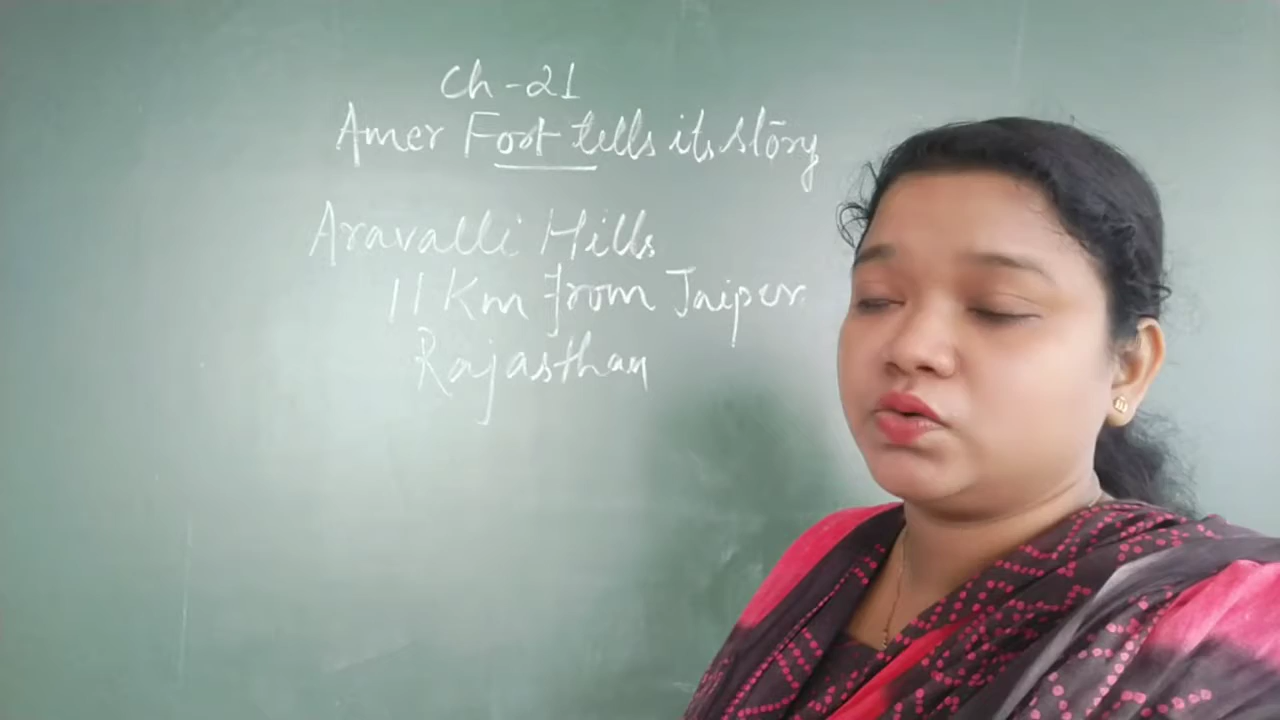 Ch-21
Amer Fort tells its story
Aravalli Hills
11 Km from Jaipur
Rajasthan